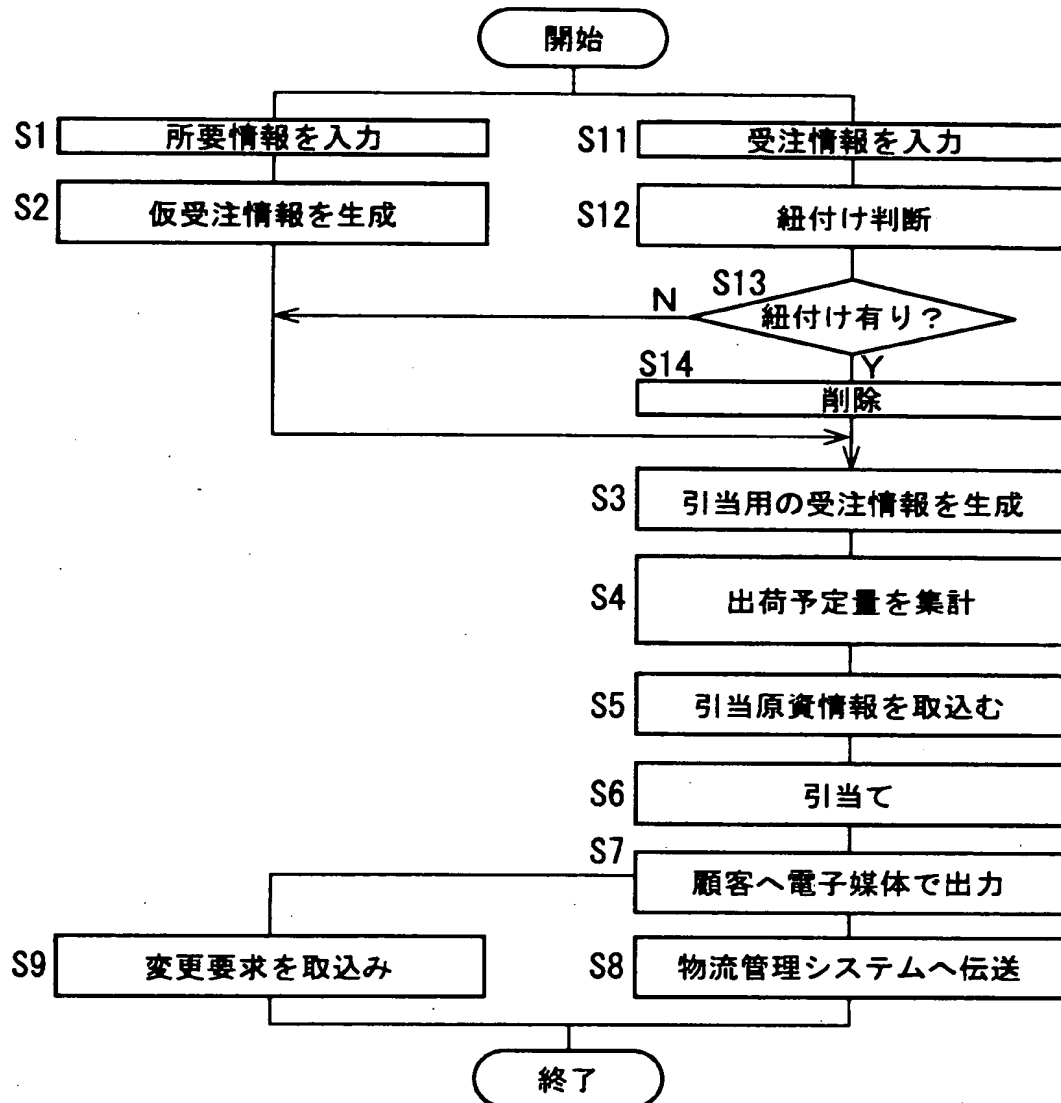 開始
S1 所要情報を入力
S11 受注情報を入力
S2 仮受注情報を生成
S12 紐付け判断
S13
N 紐付け有り?
S14 Y
削除
S3 引当用の受注情報を生成
S4 出荷予定量を集計
S5 引当原資情報を取込む
S6 引当て
S7 顧客へ電子媒体で出力
S9 変更要求を取込み
S8 物流管理システムへ伝送
終了